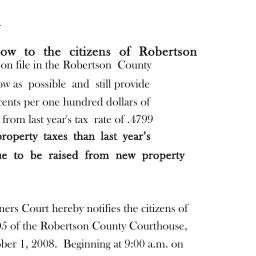 ow to the citizens of Robertson
on file in the Robertson County
ow as possible and still provide
cents per one hundred dollars of
from last year's tax rate of .4799
roperty taxes than last year's
ue to be raised from new property
ners Court hereby notifies the citizens of
05 of the Robertson County Courthouse,
ber 1, 2008. Beginning at 9:00 a.m. on